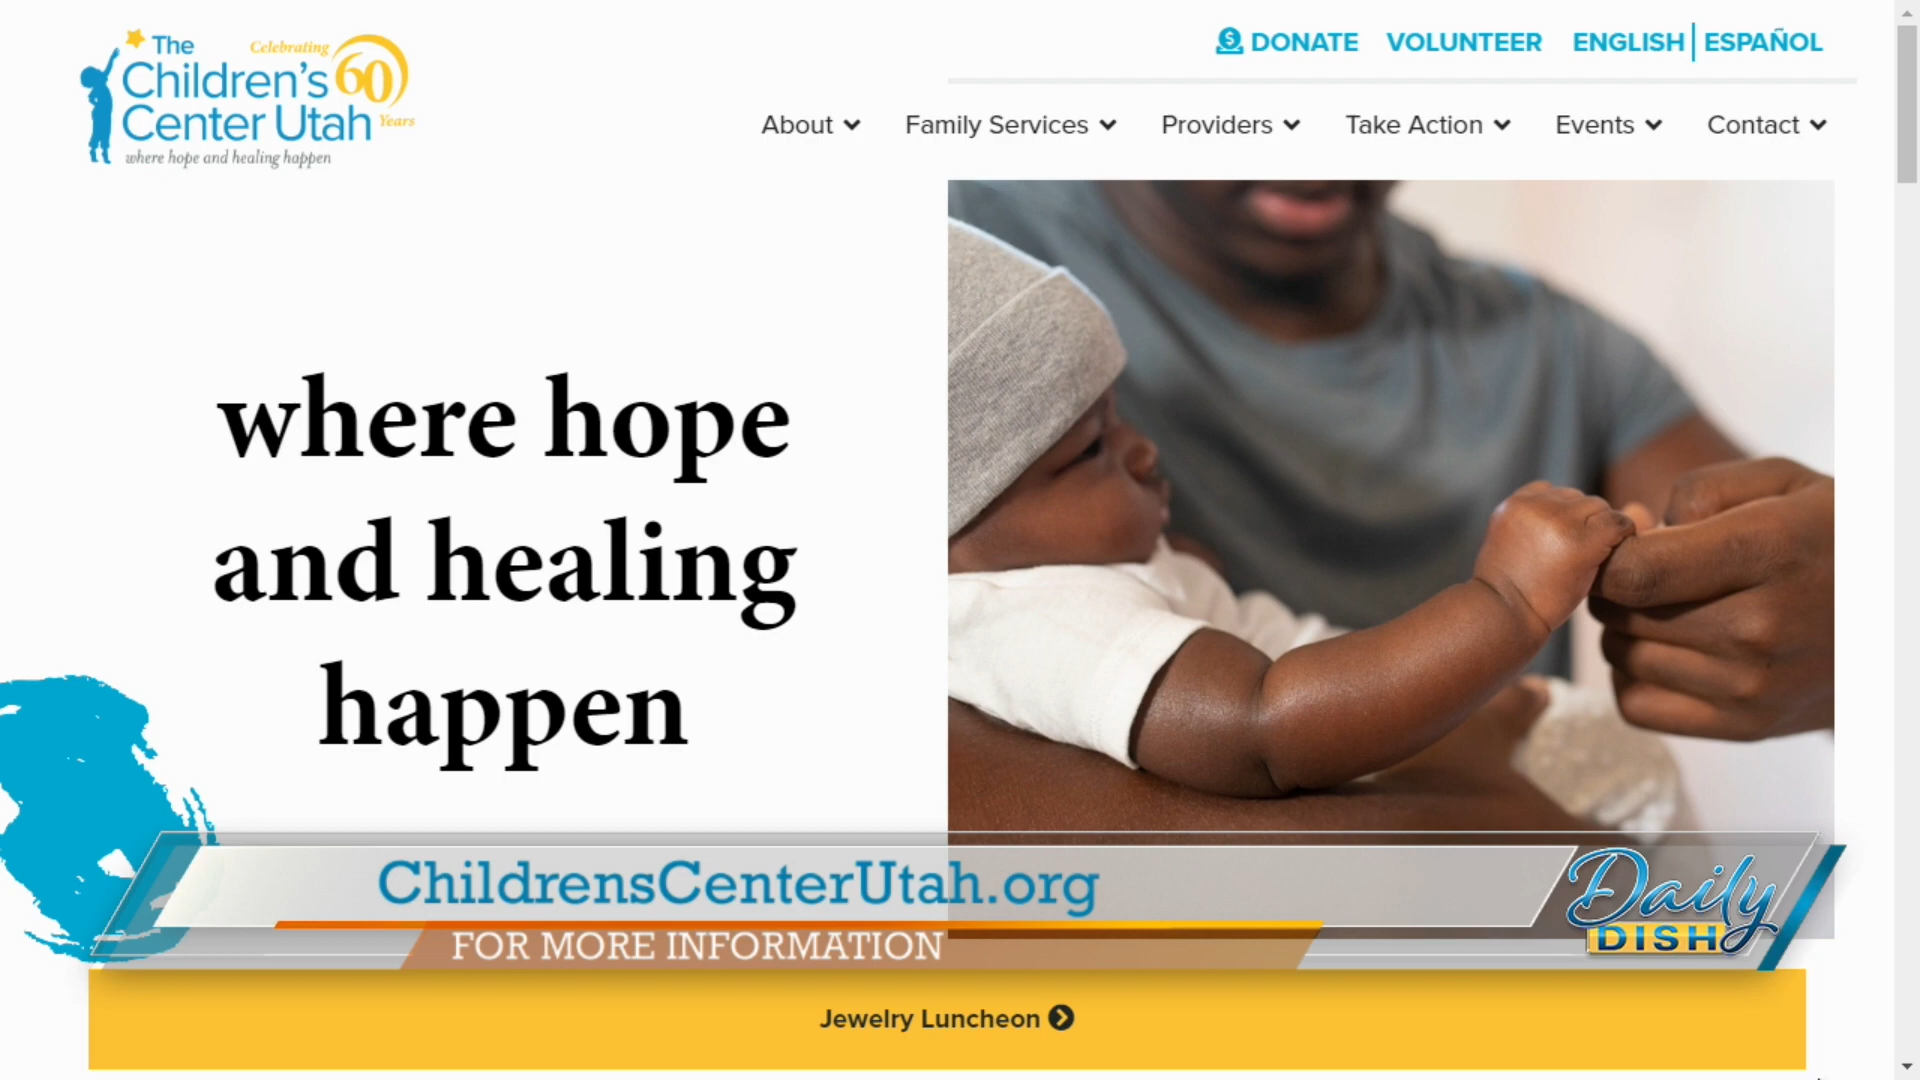 The
Children's
Center Utah
where hope and healing happen
Celebrating
60
Years
DONATE VOLUNTEER ENGLISH ESPAÑOL
About Family Services Providers Take Action Events Contact
where hope
and healing
happen
ChildrensCenterUtah.org
FOR MORE INFORMATION
Daily
DISH
Jewelry Luncheon